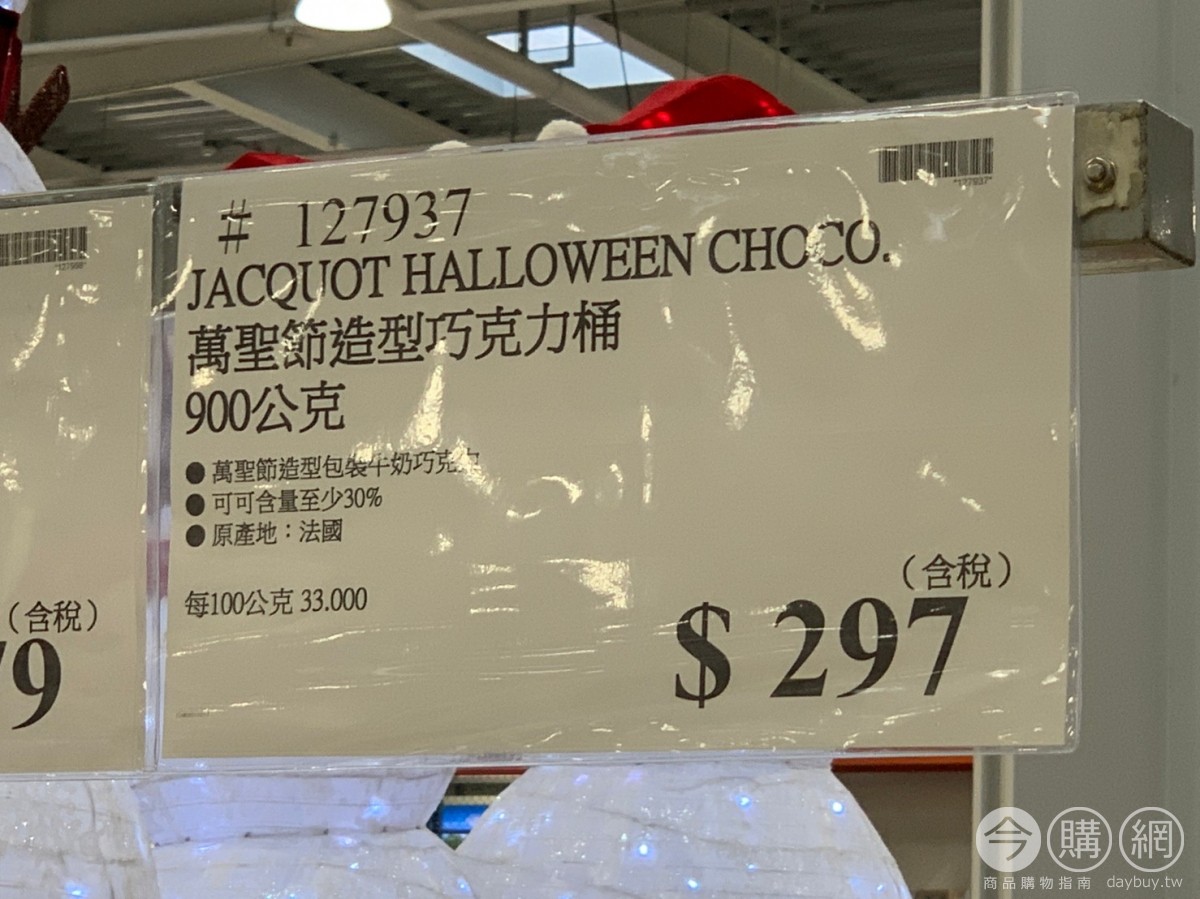 # 127937
*127937*
JACQUOT HALLOWEEN CHOCO.
萬聖節造型巧克力桶
900公克
● 萬聖節造型包裝牛奶巧克力
● 可可含量至少30%
● 原產地：法國
每100公克 33.000
（含稅）
$ 297
（含稅）
79
今購網
商品購物指南 daybuy.tw